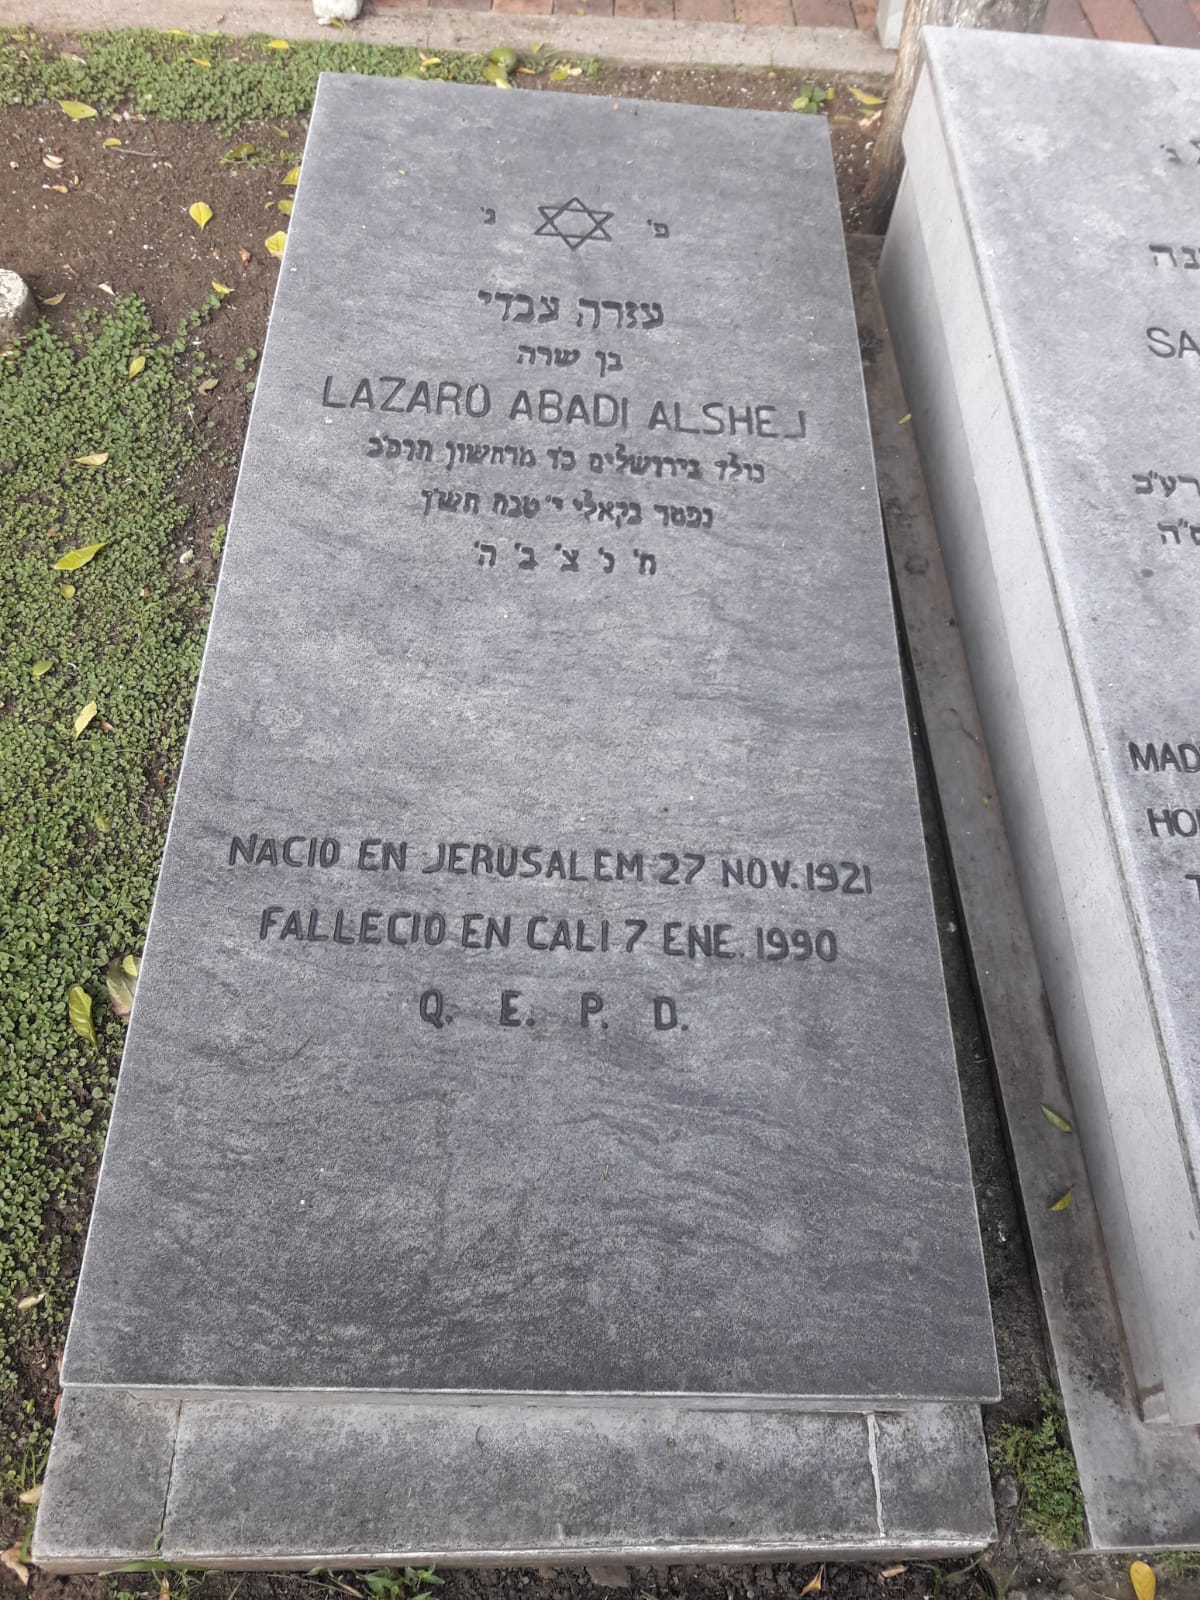 פ' נ'
עזרה עבדי
בן שרה
LAZARO ABADI ALSHEJ
נולד בירושלים כ'ו מרחשון תרפ'ב
נפטר בקאלי י' טבת תש'ן
ח' ל' צ' ב' ה'
NACIO EN JERUSALEM 27 NOV. 1921
FALLECIO EN CALI 7 ENE. 1990
Q. E. P. D.